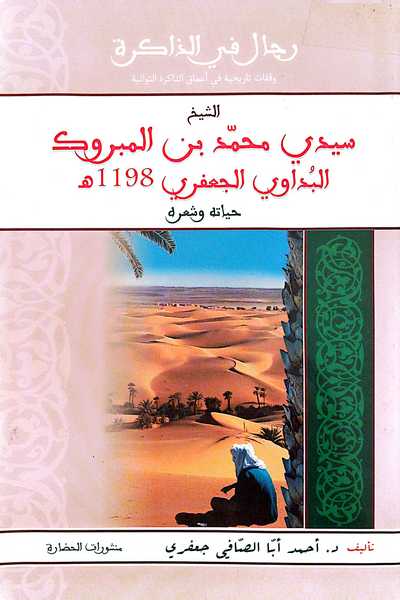 رجال في الذاكرة
وقفات تاريخية في أعماق الذاكرة التواتية
الشيخ
سيدي محمّد بن المبروك
البُداوي الجعفري 1198هـ
حياته وشعره
تأليف د. أحمد أبّا الصّافي جعفري
منشورات الحضارة